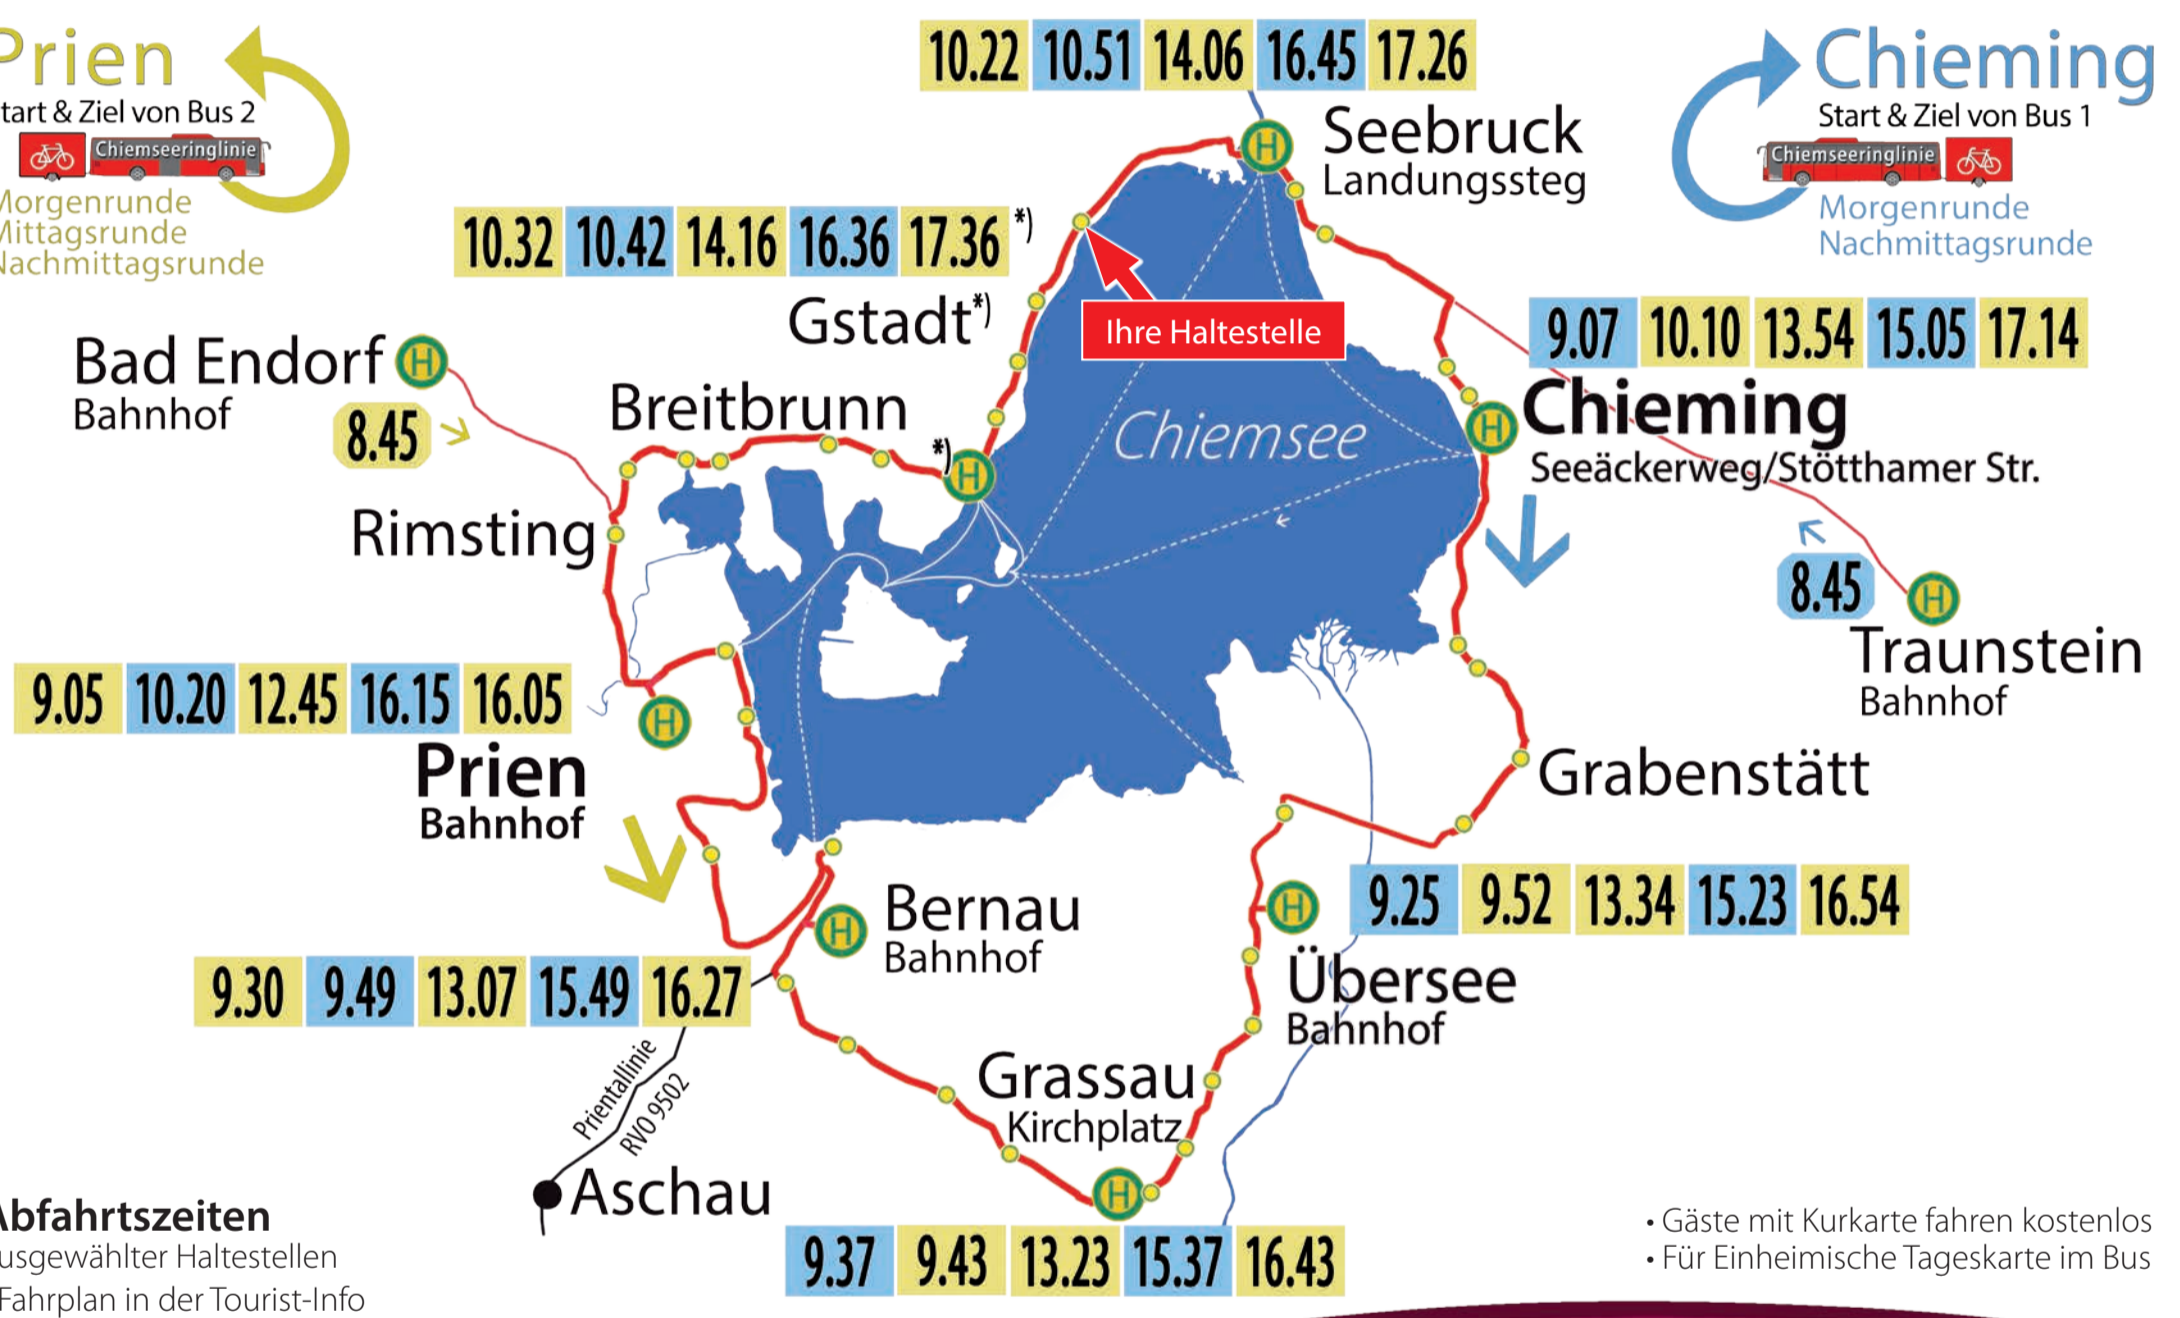 10.22 10.51 14.06 16.45 17.26
Prien
tart & Ziel von Bus 2
Chiemseeringlinie
Morgenrunde
Mittagsrunde
Nachmittagsrunde
Chieming
Start & Ziel von Bus 1
Chiemseeringlinie
Morgenrunde
Nachmittagsrunde
H
Seebruck
Landungssteg
10.32 10.42 14.16 16.36 17.36 *)
Gstadt*)
Ihre Haltestelle
9.07 10.10 13.54 15.05 17.14
Bad Endorf H
Bahnhof
8.45
Breitbrunn
*) H
Chiemsee
H Chieming
Seeäckerweg/Stötthamer Str.
Rimsting
8.45 H
Traunstein
Bahnhof
9.05 10.20 12.45 16.15 16.05
H
Prien
Bahnhof
Grabenstätt
H Bernau
Bahnhof
H 9.25 9.52 13.34 15.23 16.54
Übersee
Bahnhof
9.30 9.49 13.07 15.49 16.27
Prientallinie
RVO 9502
Aschau
Grassau
Kirchplatz
H
9.37 9.43 13.23 15.37 16.43
Abfahrtszeiten
usgewählter Haltestellen
Fahrplan in der Tourist-Info
• Gäste mit Kurkarte fahren kostenlos
• Für Einheimische Tageskarte im Bus